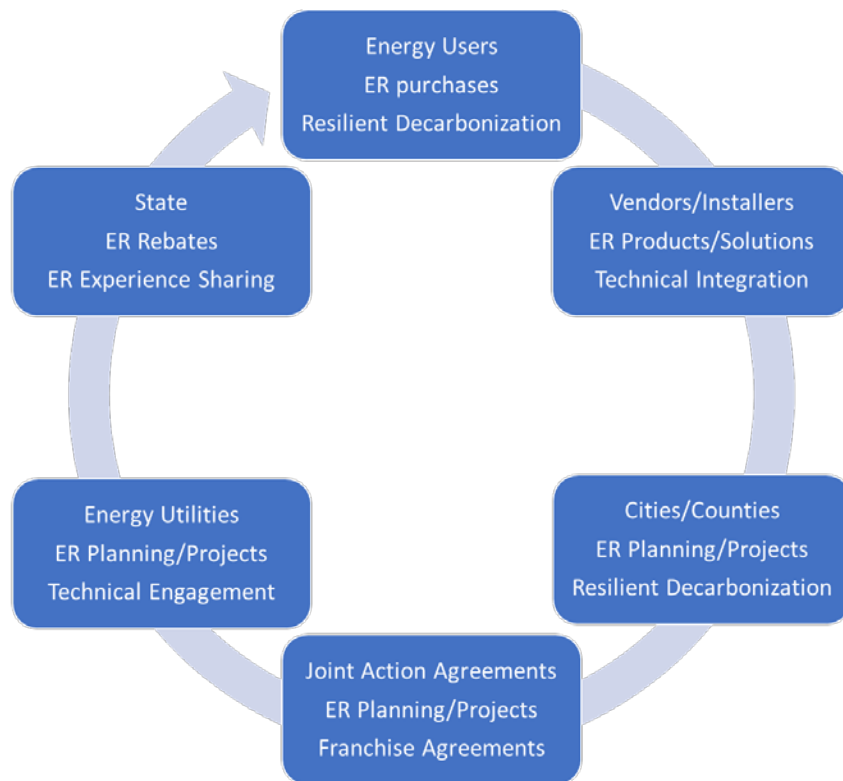 Energy Users
ER purchases
Resilient Decarbonization
Vendors/Installers
ER Products/Solutions
Technical Integration
Cities/Counties
ER Planning/Projects
Resilient Decarbonization
Joint Action Agreements
ER Planning/Projects
Franchise Agreements
Energy Utilities
ER Planning/Projects
Technical Engagement
State
ER Rebates
ER Experience Sharing